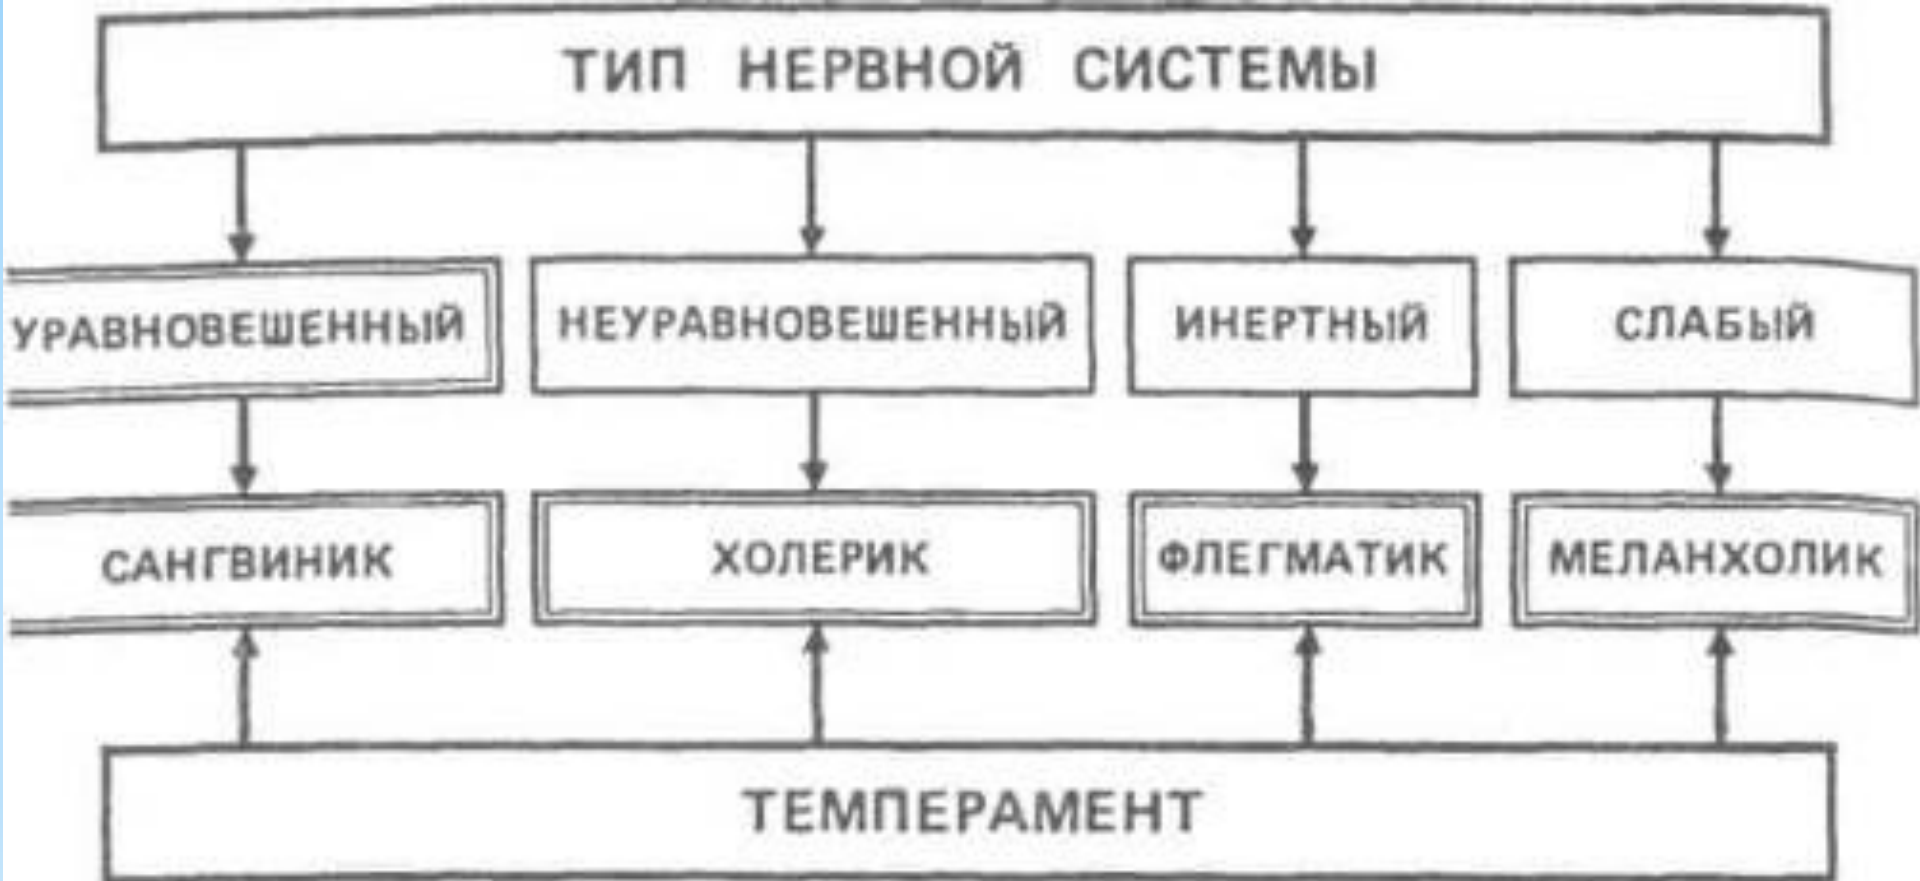 ТИП НЕРВНОЙ СИСТЕМЫ
УРАВНОВЕШЕННЫЙ
НЕУРАВНОВЕШЕННЫЙ
ИНЕРТНЫЙ
СЛАБЫЙ
САНГВИНИК
ХОЛЕРИК
ФЛЕГМАТИК
МЕЛАНХОЛИК
ТЕМПЕРАМЕНТ